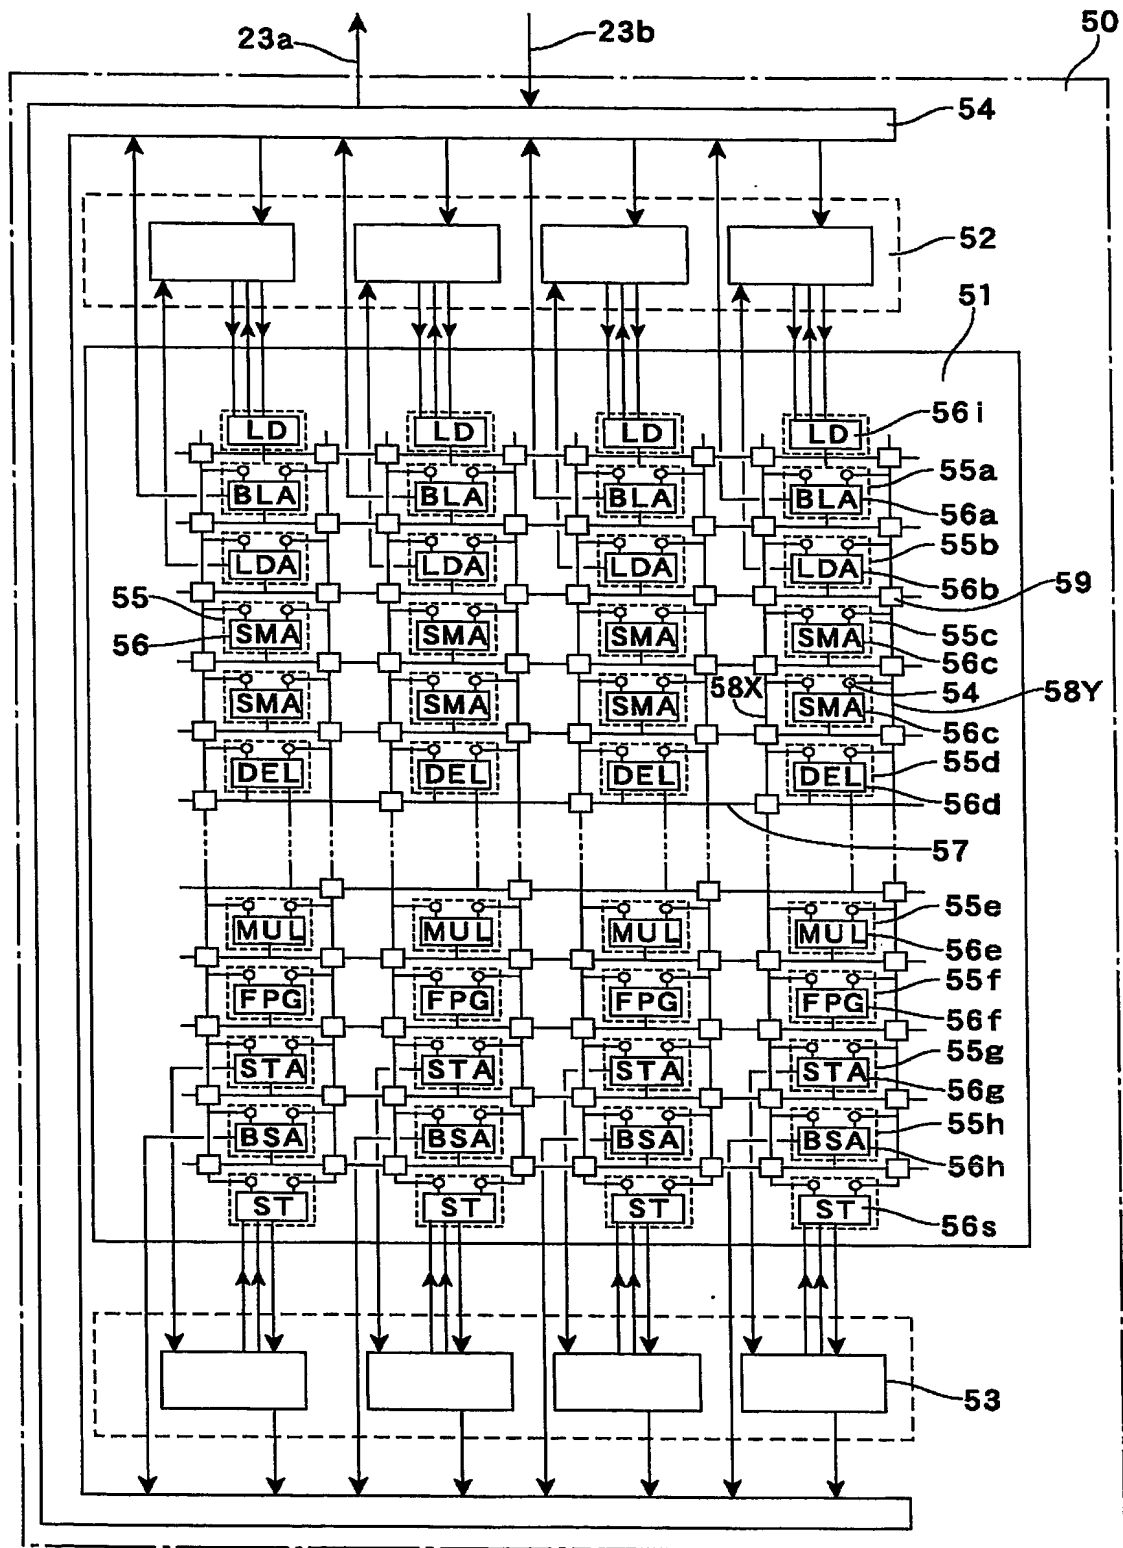 50
23a 23b
54
52
51
LD LD LD LD 56i
55a
BLA BLA BLA BLA 56a
55b
LDA LDA LDA LDA 56b 59
55 55c
56 SMA SMA SMA SMA 56c
58X 54 58Y
SMA SMA SMA SMA 56c
55d
DEL DEL DEL DEL 56d
57
55e
MUL MUL MUL MUL 56e
55f
FPG FPG FPG FPG 56f
55g
STA STA STA STA 56g
55h
BSA BSA BSA BSA 56h
ST ST ST ST 56s
53